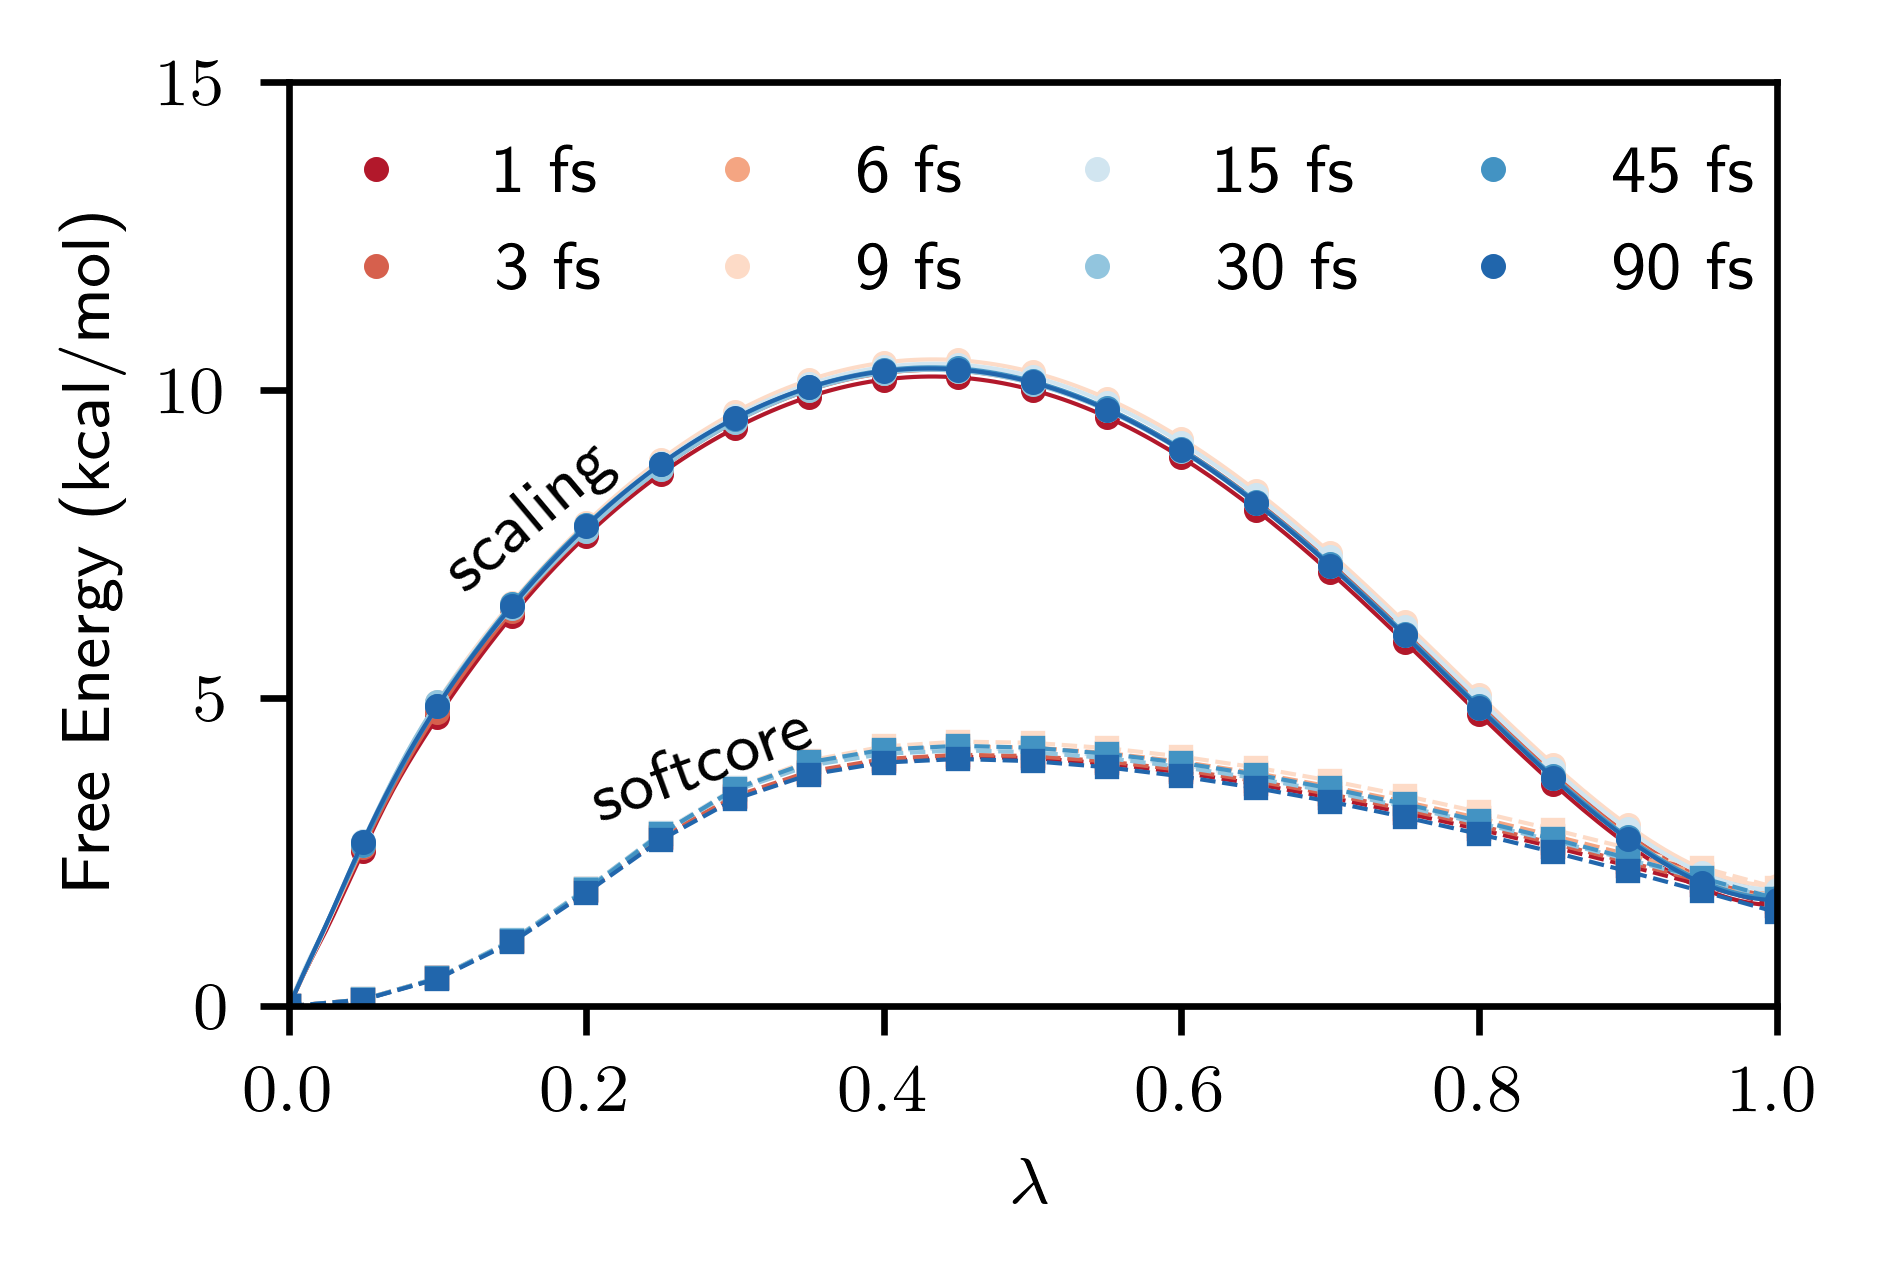 15
1 fs 6 fs 15 fs 45 fs
3 fs 9 fs 30 fs 90 fs
10
scaling
5
softcore
0
Free Energy (kcal/mol)
0.0 0.2 0.4 0.6 0.8 1.0
λ